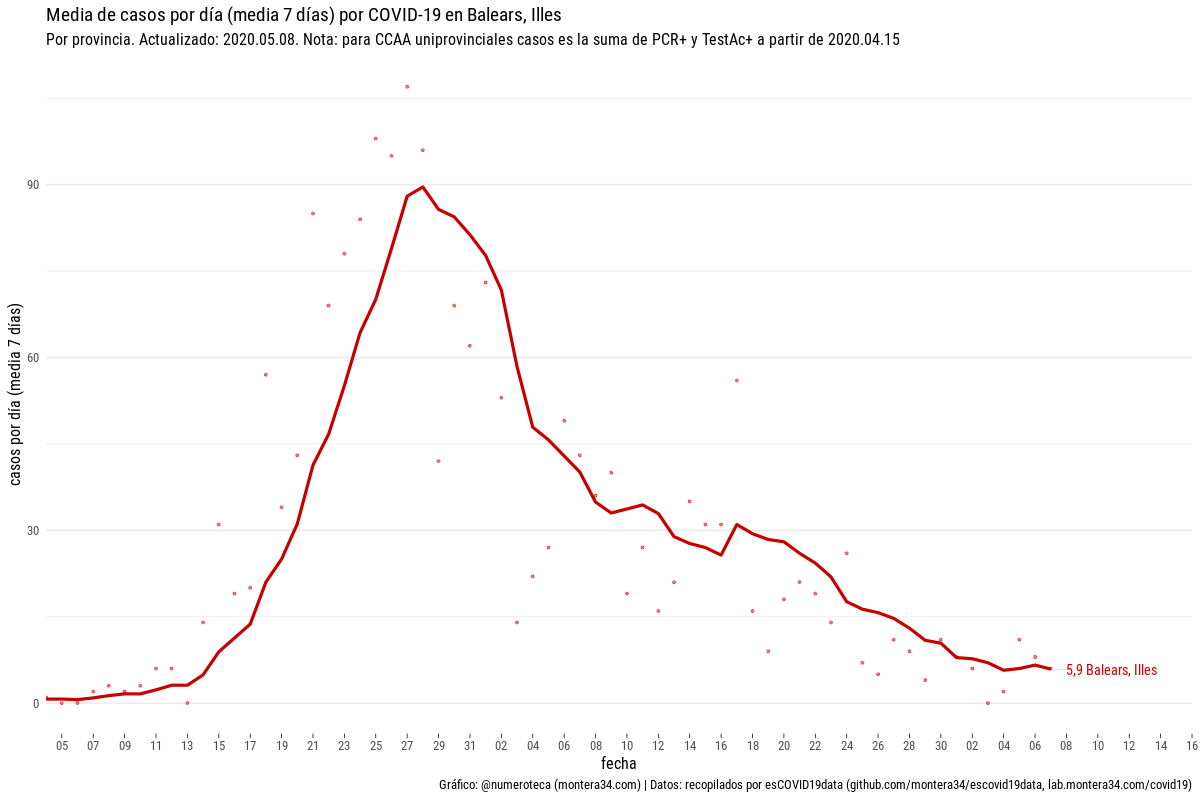 Media de casos por día (media 7 días) por COVID-19 en Balears, Illes
Por provincia. Actualizado: 2020.05.08. Nota: para CCAA uniprovinciales casos es la suma de PCR+ y TestAc+ a partir de 2020.04.15
casos por día (media 7 días)
90
60
30
0
5,9 Balears, Illes
05 07 09 11 13 15 17 19 21 23 25 27 29 31 02 04 06 08 10 12 14 16 18 20 22 24 26 28 30 02 04 06 08 10 12 14 16
fecha
Gráfico: @numeroteca (montera34.com) | Datos: recopilados por esCOVID19data (github.com/montera34/escovid19data, lab.montera34.com/covid19)